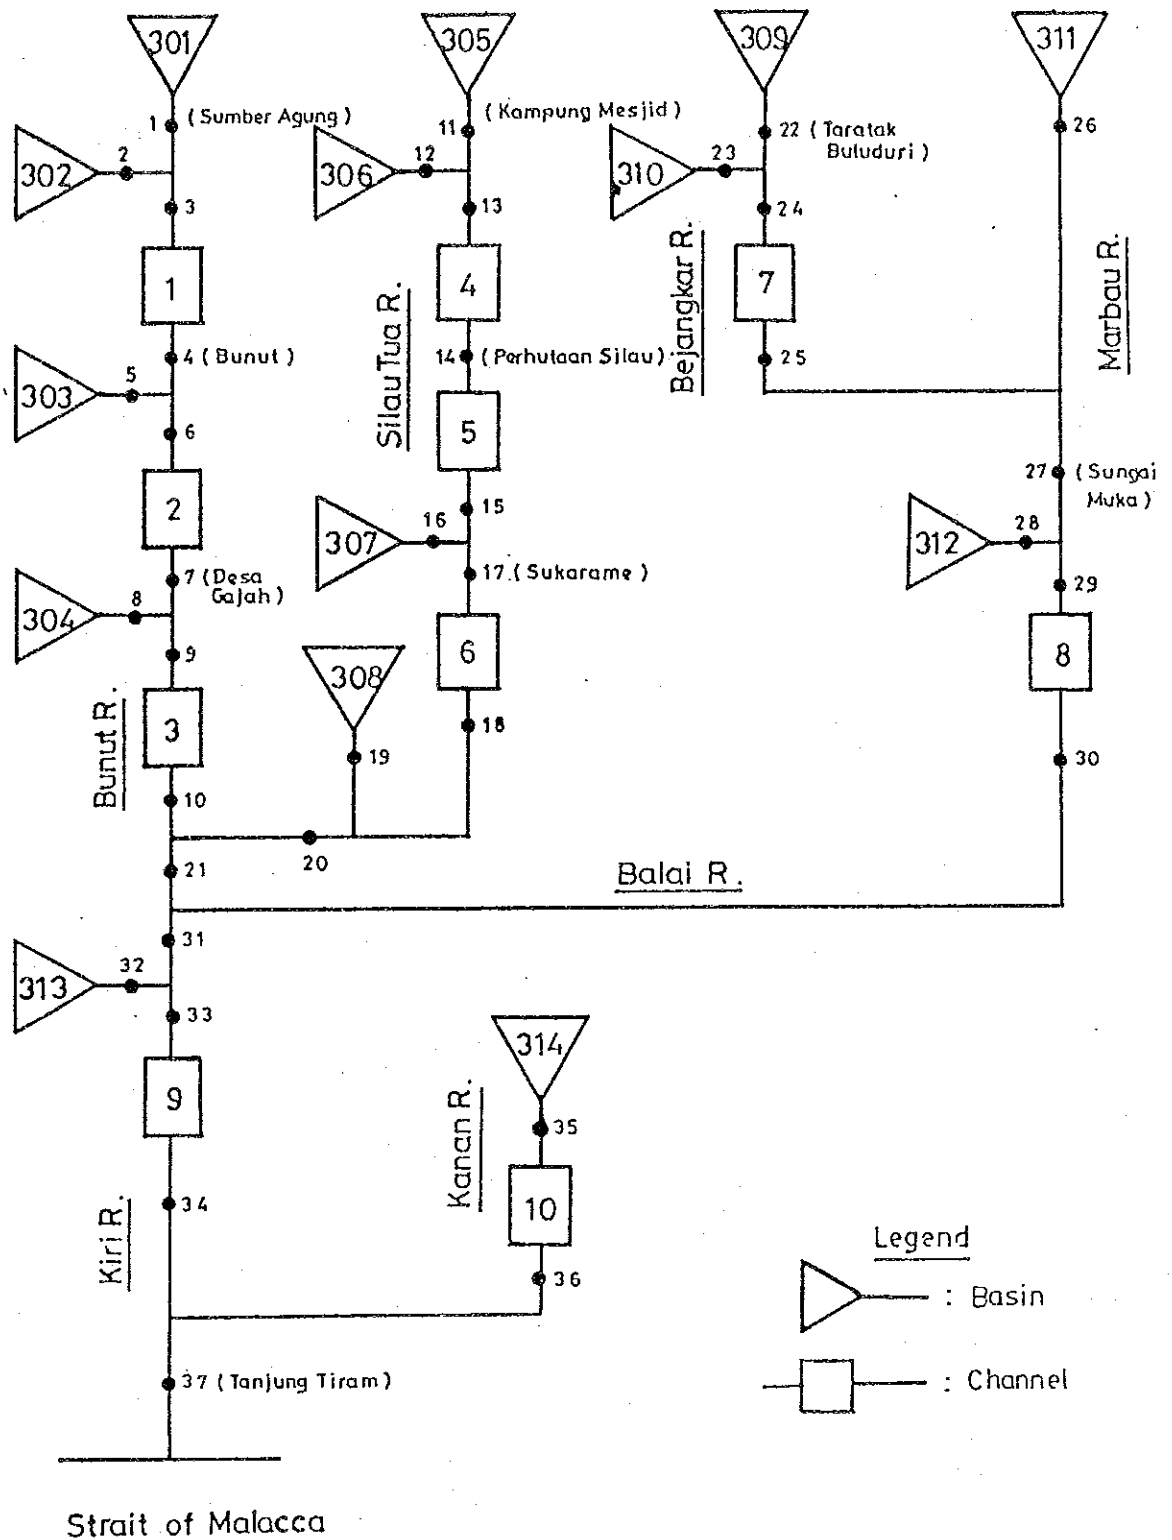 301
305
309
311
1 (Sumber Agung)
11 (Kampung Mesjid)
22 (Taratak
Buluduri)
26
302
2
306
12
310
23
3
13
24
1
4
7
Silau Tua R.
Bejangkar R.
Marbau R.
4 (Bunut)
14 (Perhutaan Silau)
25
303
5
5
6
2
15
27 (Sungai
Muka)
307
16
312
28
17 (Sukarame)
29
7 (Desa
Gajah)
304
8
9
6
8
308
3
Bunut R.
19
18
30
10
20
21
Balai R.
31
313
32
33
314
9
Kanan R.
35
34
10
Kiri R.
36
Legend
: Basin
37 (Tanjung Tiram)
: Channel
Strait of Malacca